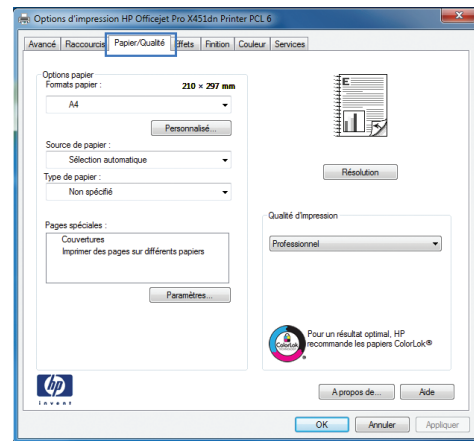 Options d'impression HP Officejet Pro X451dn Printer PCL 6
Avancé Raccourcis Papier/Qualité Effets Finition Couleur Services
Options papier
Formats papier : 210 × 297 mm
A4
Personnalisé...
Source de papier :
Sélection automatique
Type de papier :
Non spécifié
Pages spéciales :
Couvertures
Imprimer des pages sur différents papiers
Paramètres...
E
Résolution
Qualité d'impression
Professionnel
ColorLok
Pour un résultat optimal, HP
recommande les papiers ColorLok®
hp
invent
A propos de... Aide
OK Annuler Appliquer